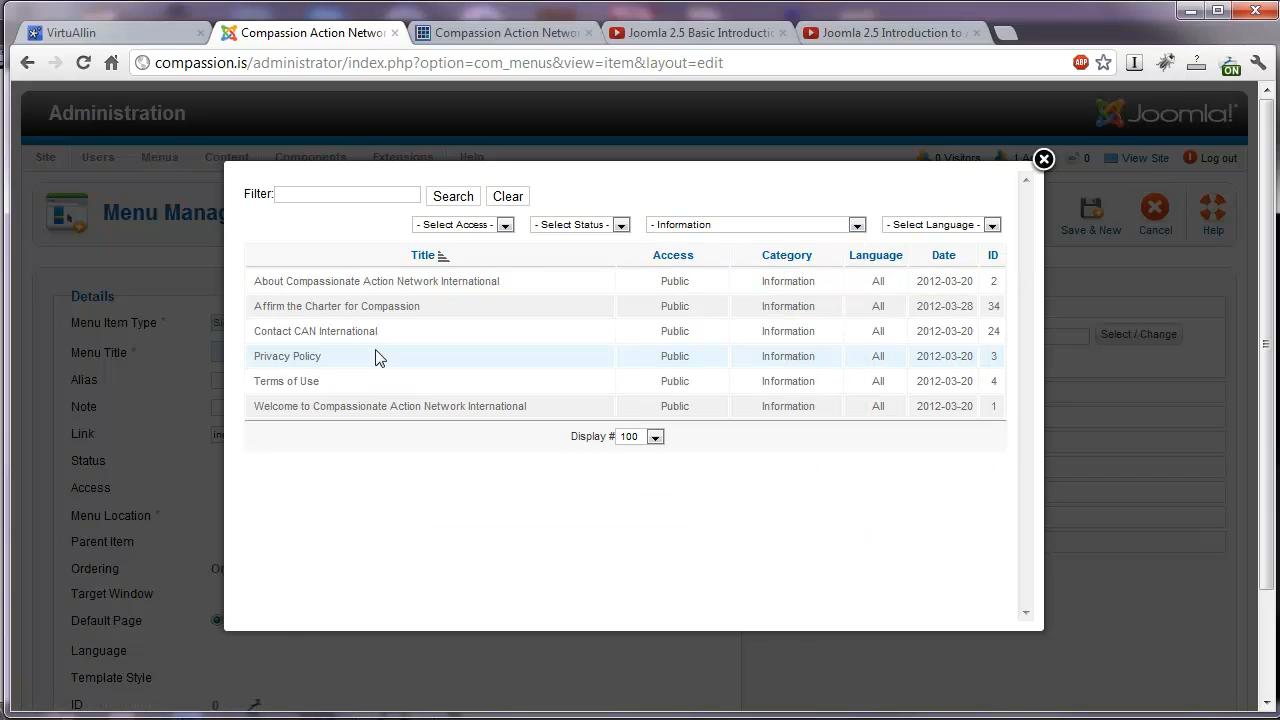 VirtuAllin
Compassion Action Netwo
Compassion Action Network
Joomla 2.5 Basic Introducti
Joomla 2.5 Introduction to
compassion.is/administrator/index.php?option=com_menus&view=item&layout=edit
ABP
ON
Administration
Joomla!
Site Users Menus Content Components Extensions Help
0 Visitors
0 View Site Log out
Menu Mana
Save & New Cancel Help
Filter: Search Clear
- Select Access - - Select Status - - Information - Select Language -
Title Access Category Language Date ID
About Compassionate Action Network International Public Information All 2012-03-20 2
Affirm the Charter for Compassion Public Information All 2012-03-28 34
Contact CAN International Public Information All 2012-03-20 24
Privacy Policy Public Information All 2012-03-20 3
Terms of Use Public Information All 2012-03-20 4
Welcome to Compassionate Action Network International Public Information All 2012-03-20 1
Display # 100
Details
Menu Item Type *
Select / Change
Menu Title *
Alias
Note
Link
Status
Access
Menu Location *
Parent Item
Ordering
Target Window
Default Page
Language
Template Style
ID 0